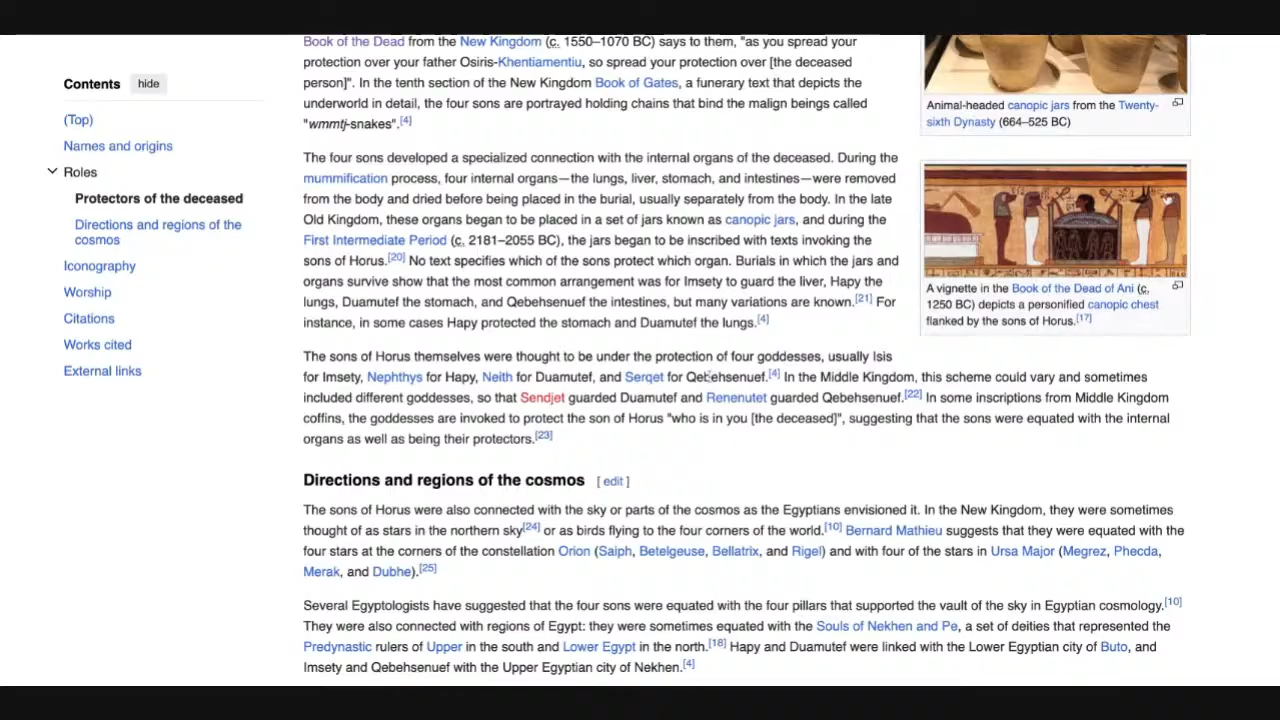 Contents hide
(Top)
Names and origins
Roles
Protectors of the deceased
Directions and regions of the
cosmos
Iconography
Worship
Citations
Works cited
External links
Book of the Dead from the New Kingdom (c. 1550–1070 BC) says to them, "as you spread your
protection over your father Osiris-Khentiamentiu, so spread your protection over [the deceased
person]". In the tenth section of the New Kingdom Book of Gates, a funerary text that depicts the
underworld in detail, the four sons are portrayed holding chains that bind the malign beings called
"wmmtj-snakes".[4]
The four sons developed a specialized connection with the internal organs of the deceased. During the
mummification process, four internal organs—the lungs, liver, stomach, and intestines—were removed
from the body and dried before being placed in the burial, usually separately from the body. In the late
Old Kingdom, these organs began to be placed in a set of jars known as canopic jars, and during the
First Intermediate Period (c. 2181–2055 BC), the jars began to be inscribed with texts invoking the
sons of Horus.[20] No text specifies which of the sons protect which organ. Burials in which the jars and
organs survive show that the most common arrangement was for Imsety to guard the liver, Hapy the
lungs, Duamutef the stomach, and Qebehsenuef the intestines, but many variations are known.[21] For
instance, in some cases Hapy protected the stomach and Duamutef the lungs.[4]
The sons of Horus themselves were thought to be under the protection of four goddesses, usually Isis
for Imsety, Nephthys for Hapy, Neith for Duamutef, and Serqet for Qebehsenuef.[4] In the Middle Kingdom, this scheme could vary and sometimes
included different goddesses, so that Sendjet guarded Duamutef and Renenutet guarded Qebehsenuef.[22] In some inscriptions from Middle Kingdom
coffins, the goddesses are invoked to protect the son of Horus "who is in you [the deceased]", suggesting that the sons were equated with the internal
organs as well as being their protectors.[23]
Directions and regions of the cosmos [ edit ]
The sons of Horus were also connected with the sky or parts of the cosmos as the Egyptians envisioned it. In the New Kingdom, they were sometimes
thought of as stars in the northern sky[24] or as birds flying to the four corners of the world.[10] Bernard Mathieu suggests that they were equated with the
four stars at the corners of the constellation Orion (Saiph, Betelgeuse, Bellatrix, and Rigel) and with four of the stars in Ursa Major (Megrez, Phecda,
Merak, and Dubhe).[25]
Several Egyptologists have suggested that the four sons were equated with the four pillars that supported the vault of the sky in Egyptian cosmology.[10]
They were also connected with regions of Egypt: they were sometimes equated with the Souls of Nekhen and Pe, a set of deities that represented the
Predynastic rulers of Upper in the south and Lower Egypt in the north.[18] Hapy and Duamutef were linked with the Lower Egyptian city of Buto, and
Imsety and Qebehsenuef with the Upper Egyptian city of Nekhen.[4]
Animal-headed canopic jars from the Twenty-
sixth Dynasty (664–525 BC)
A vignette in the Book of the Dead of Ani (c.
1250 BC) depicts a personified canopic chest
flanked by the sons of Horus.[17]